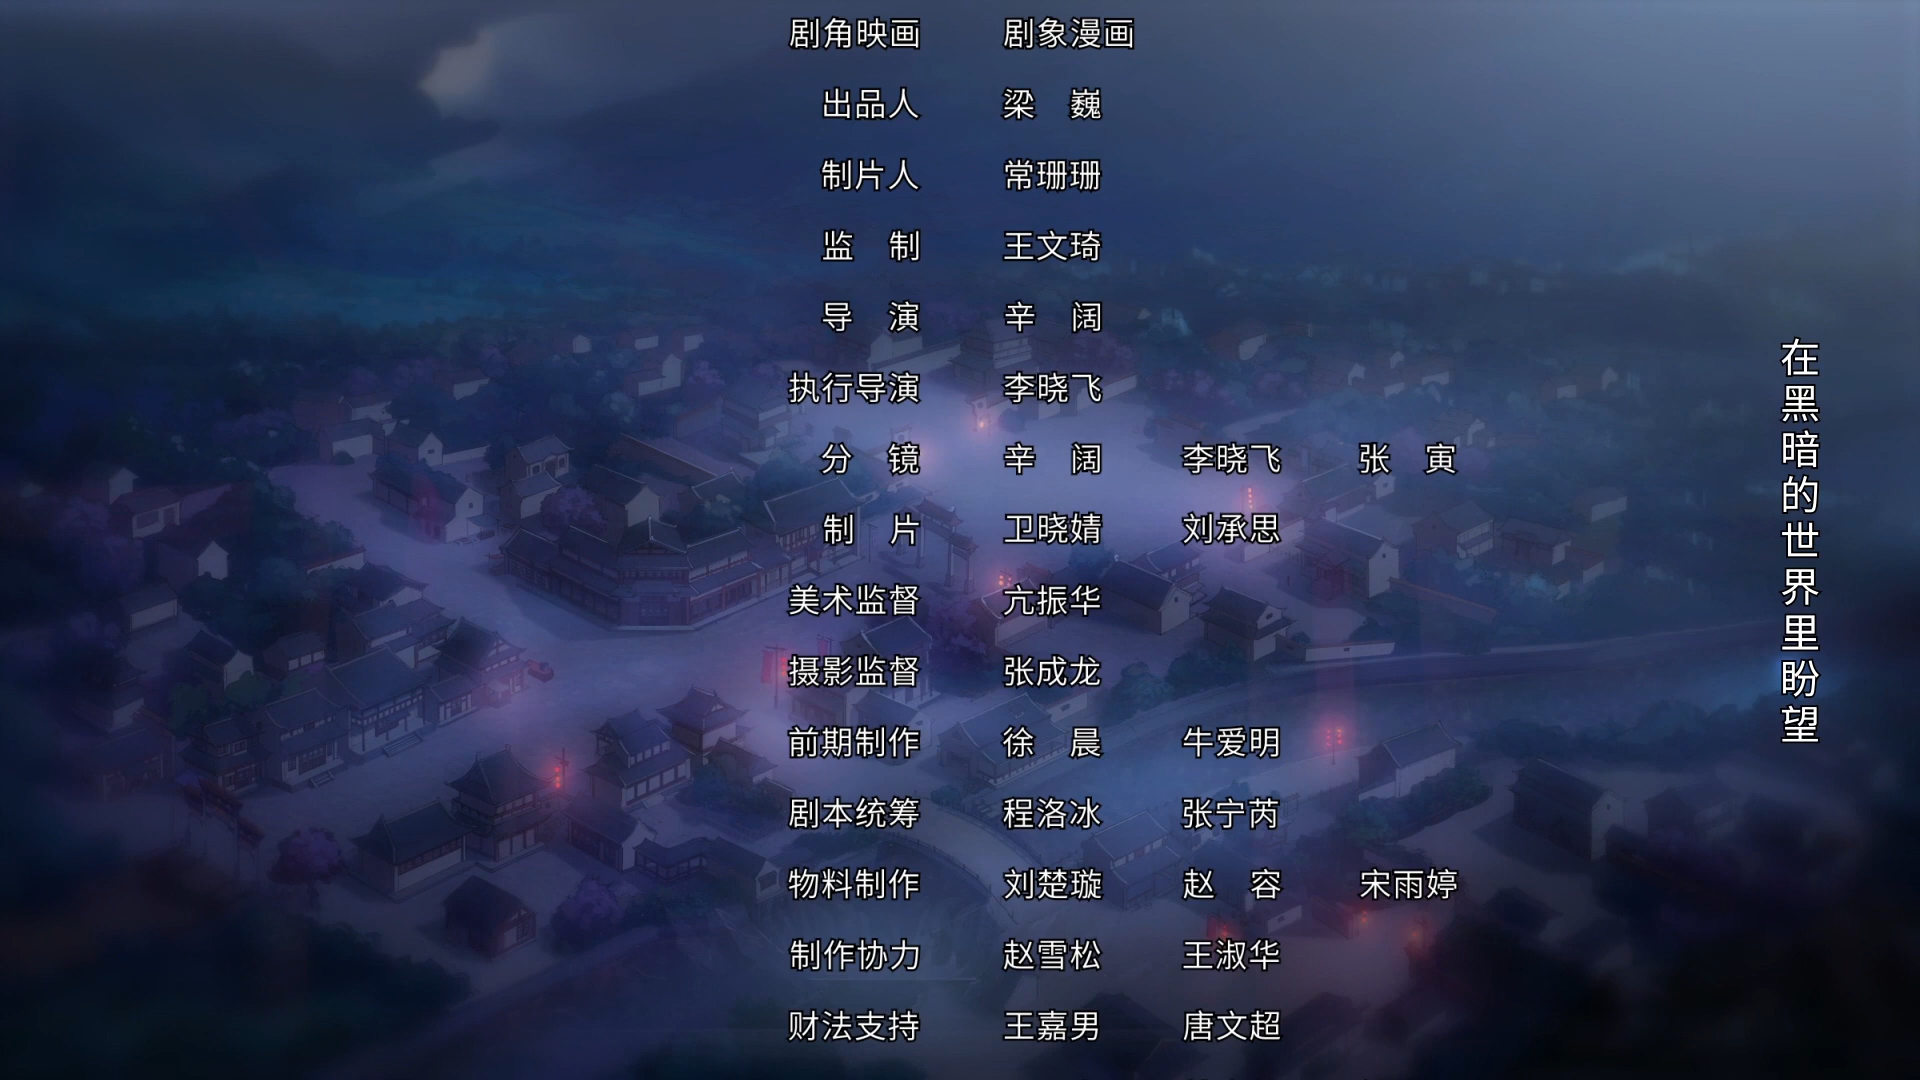 剧角映画 剧象漫画
出品人 梁 巍
制片人 常珊珊
监 制 王文琦
导 演 辛 阔
执行导演 李晓飞
分 镜 辛 阔 李晓飞 张 寅
制 片 卫晓婧 刘承思
美术监督 亢振华
摄影监督 张成龙
前期制作 徐 晨 牛爱明
剧本统筹 程洛冰 张宁芮
物料制作 刘楚璇 赵 容 宋雨婷
制作协力 赵雪松 王淑华
财法支持 王嘉男 唐文超
在黑暗的世界里盼望